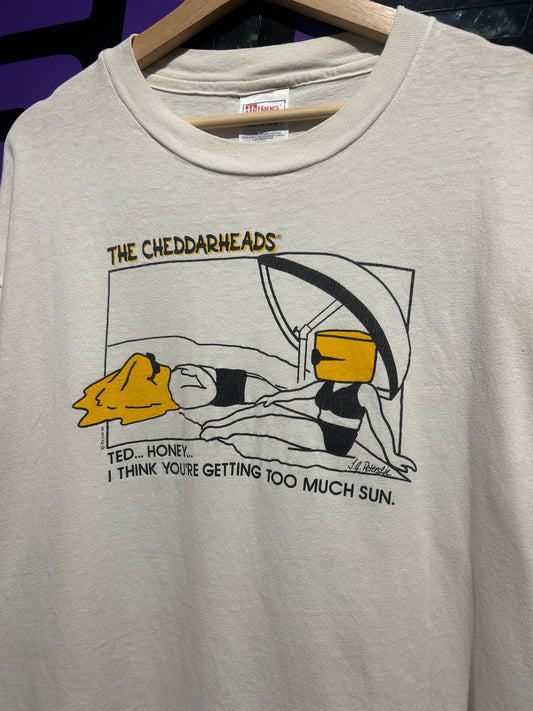 Hanes
THE CHEDDARHEADS®
TED... HONEY...
I THINK YOU'RE GETTING TOO MUCH SUN.